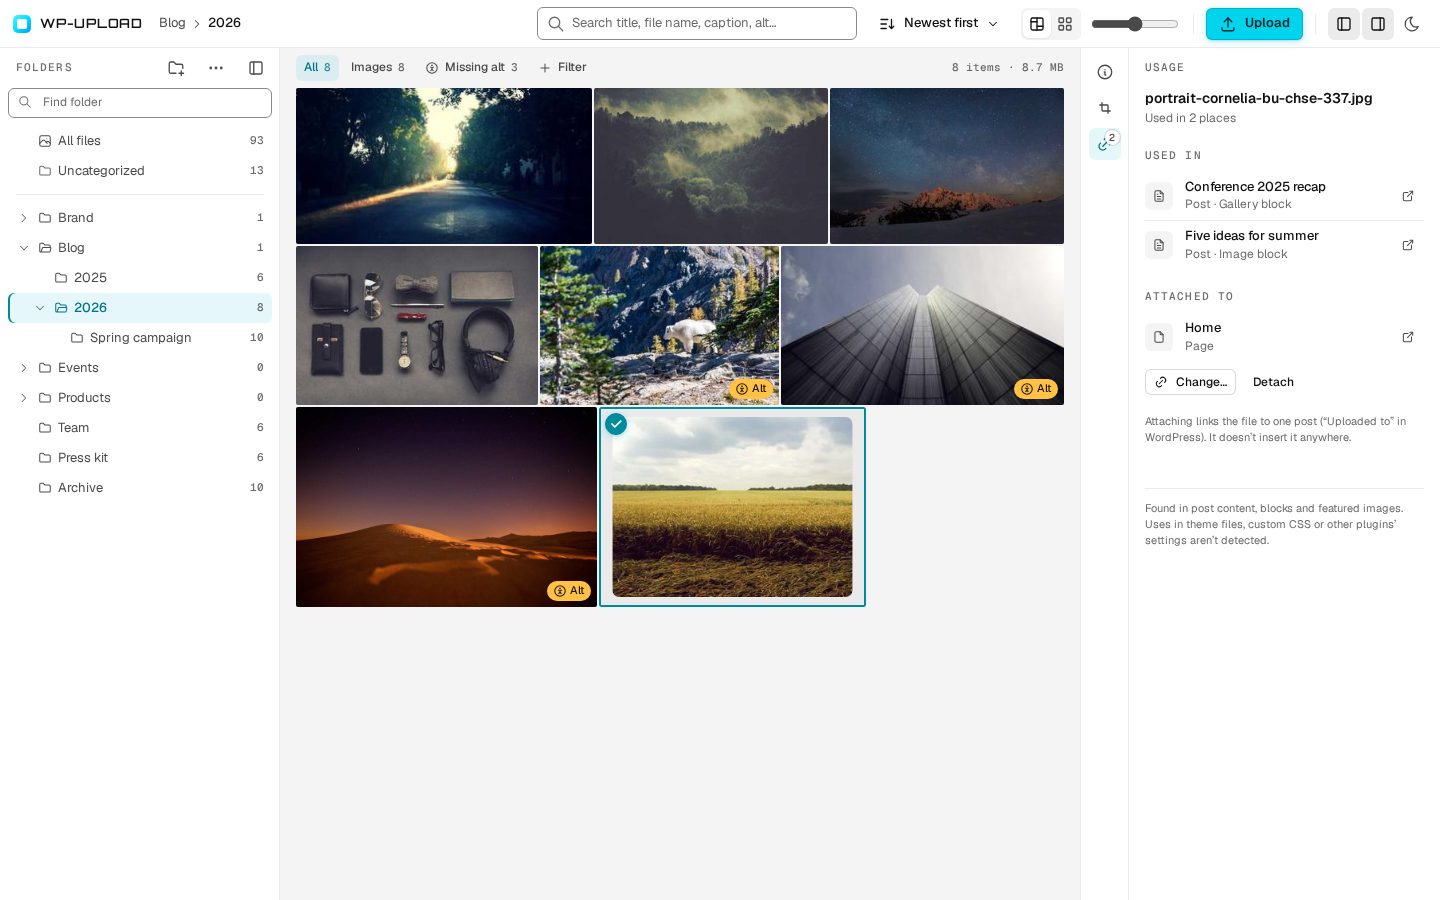 WP-UPLOAD
Blog > 2026
Search title, file name, caption, alt...
Newest first
Upload
FOLDERS
Find folder
All files 93
Uncategorized 13
Brand 1
Blog 1
2025 6
2026 8
Spring campaign 10
Events 0
Products 0
Team 6
Press kit 6
Archive 10
All 8
Images 8
Missing alt 3
Filter
8 items · 8.7 MB
Alt
Alt
Alt
2
USAGE
portrait-cornelia-bu-chse-337.jpg
Used in 2 places
USED IN
Conference 2025 recap
Post · Gallery block
Five ideas for summer
Post · Image block
ATTACHED TO
Home
Page
Change...
Detach
Attaching links the file to one post (“Uploaded to” in
WordPress). It doesn’t insert it anywhere.
Found in post content, blocks and featured images.
Uses in theme files, custom CSS or other plugins’
settings aren’t detected.